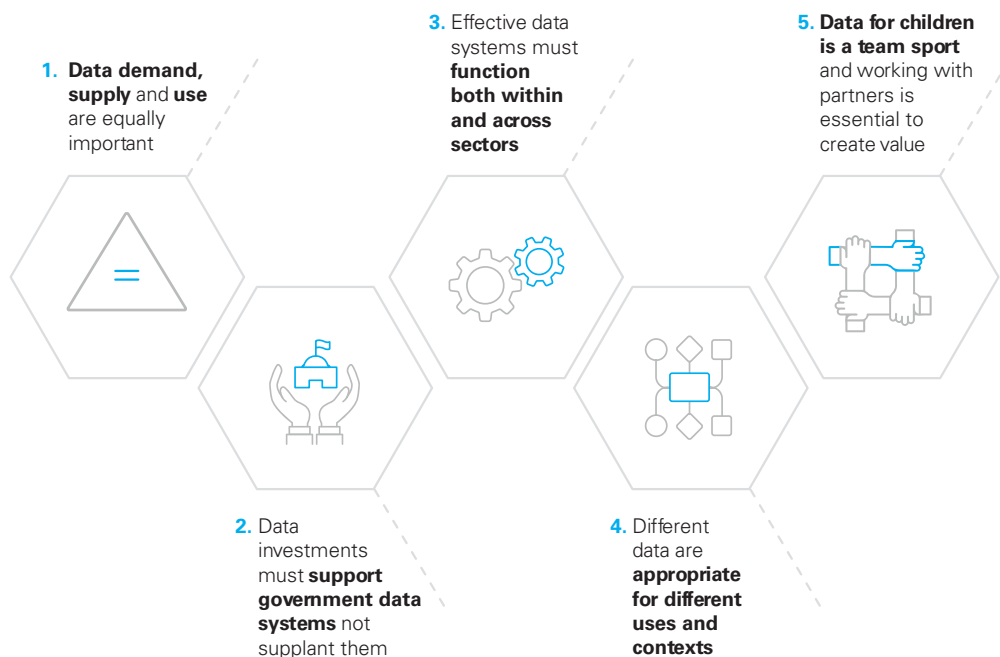 1. Data demand,
supply and use
are equally
important
2. Data
investments
must support
government data
systems not
supplant them
3. Effective data
systems must
function
both within
and across
sectors
4. Different
data are
appropriate
for different
uses and
contexts
5. Data for children
is a team sport
and working with
partners is
essential to
create value